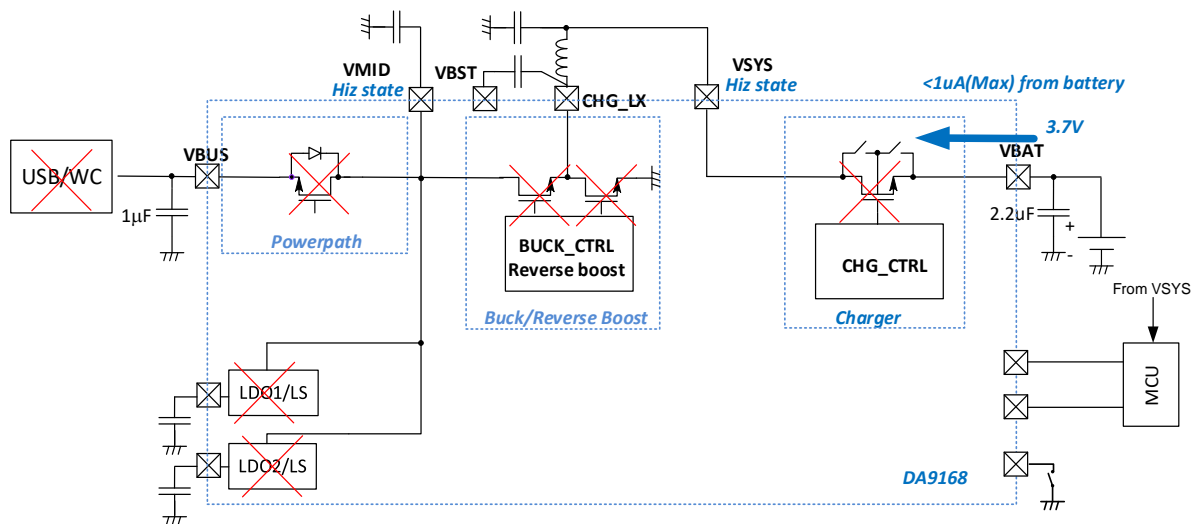 VMID
Hiz state
VBST
CHG_LX
VSYS
Hiz state
<1uA(Max) from battery
3.7V
USB/WC
VBUS
1μF
Powerpath
BUCK_CTRL
Reverse boost
Buck/Reverse Boost
CHG_CTRL
Charger
VBAT
2.2uF
+
-
From VSYS
MCU
LDO1/LS
LDO2/LS
DA9168